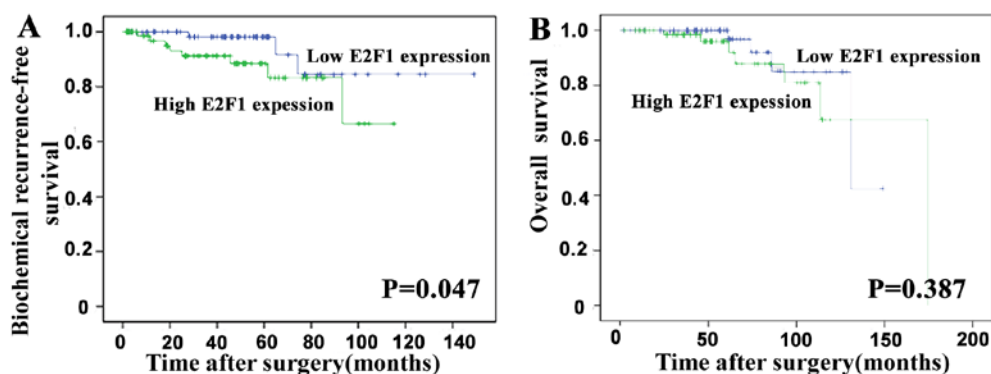 A
Biochemical recurrence-free
survival
1.0
0.8
0.6
0.4
0.2
0
Low E2F1 expression
High E2F1 expession
P=0.047
0 20 40 60 80 100 120 140
Time after surgery(months)
B
Overall survival
1.0
0.8
0.6
0.4
0.2
0
Low E2F1 expression
High E2F1 expression
P=0.387
0 50 100 150 200
Time after surgery(months)